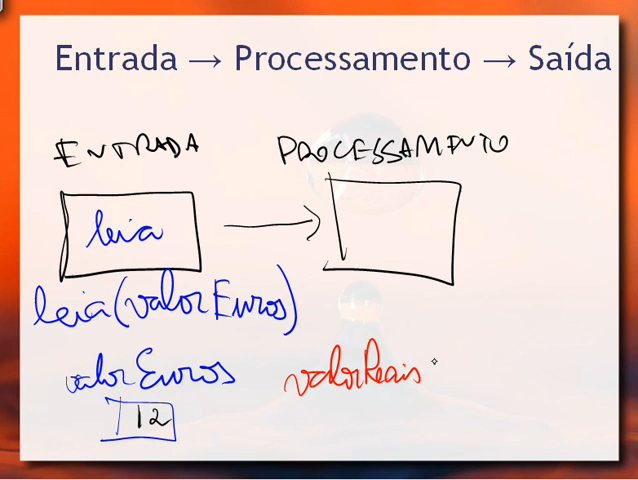 Entrada → Processamento → Saída
ENTRADA PROCESSAMENTO
leia
leia(valorEuros)
valorEuros valorReais
12